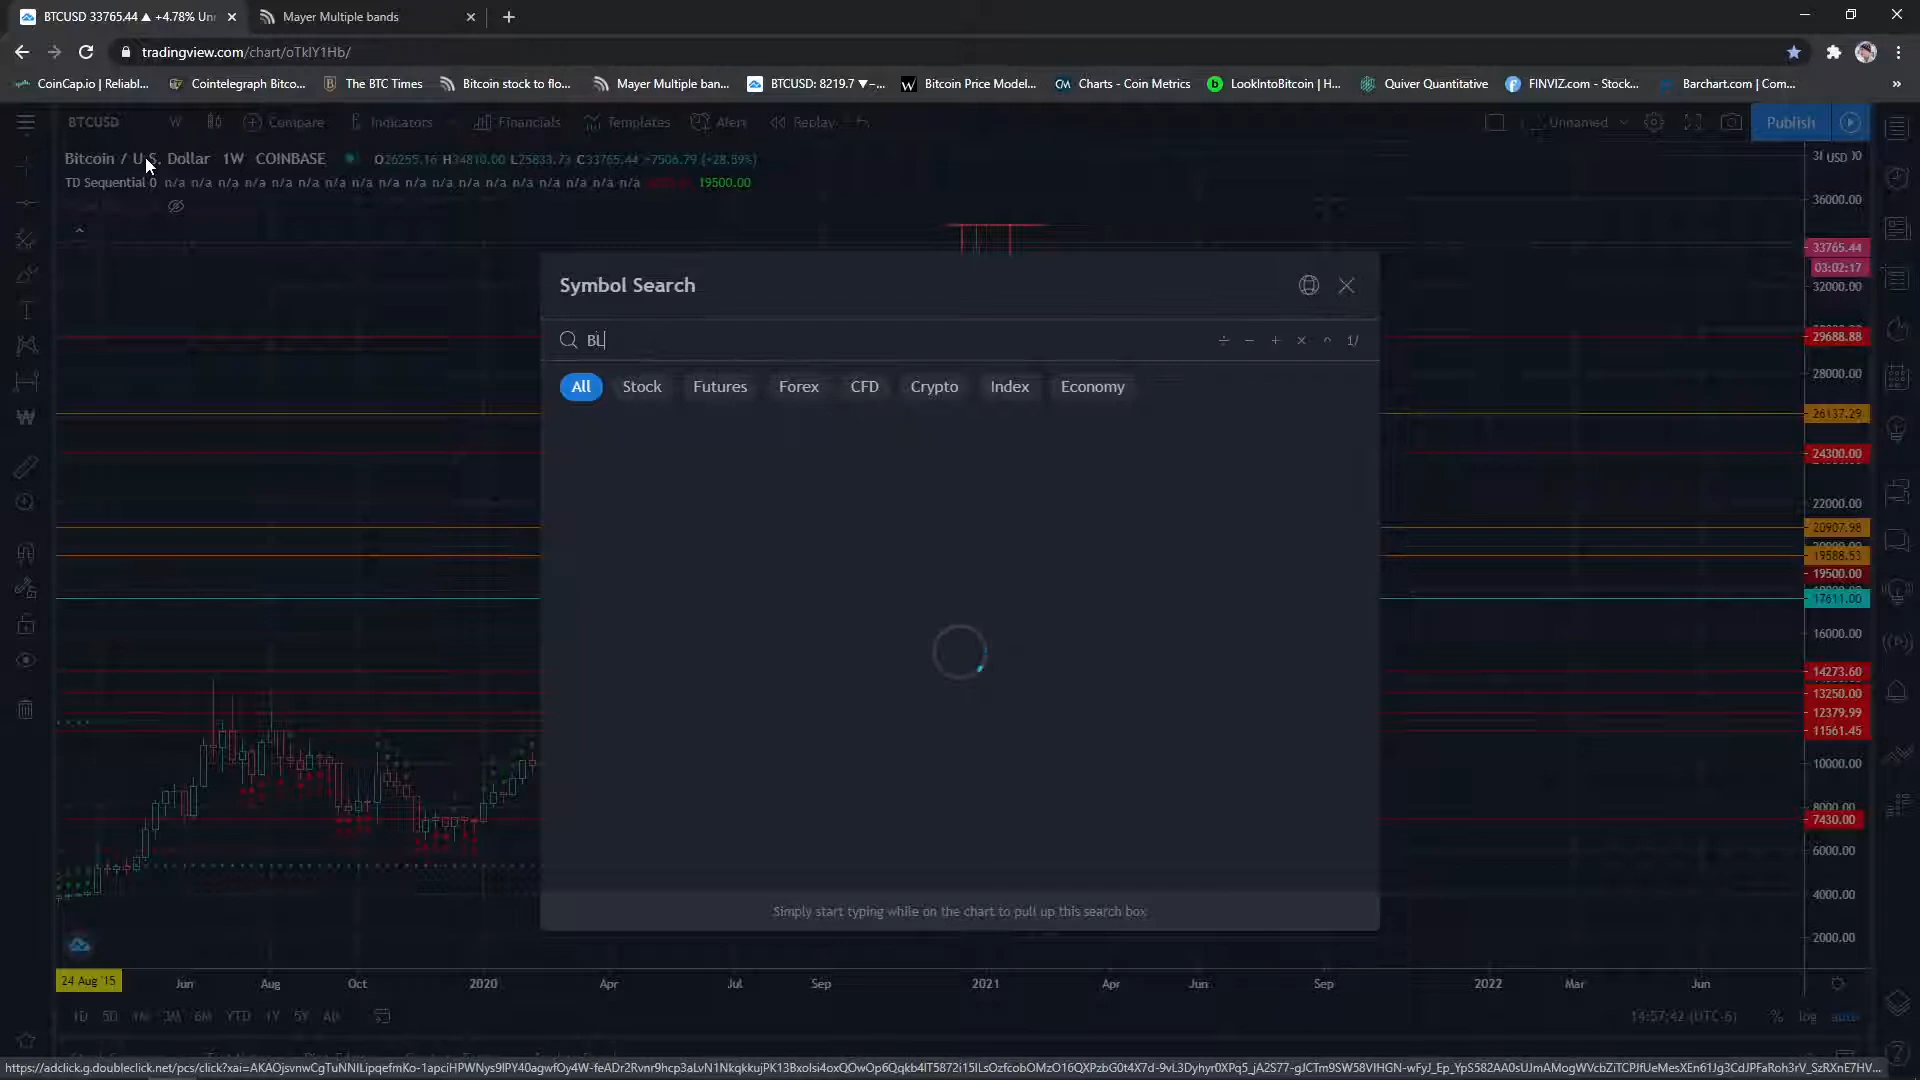 BTCUSD 33765.44 ▲ +4.78% Un
Mayer Multiple bands
tradingview.com/chart/oTkIY1Hb/
CoinCap.io | Reliabl...
Cointelegraph Bitco...
The BTC Times
Bitcoin stock to flo...
Mayer Multiple ban...
BTCUSD: 8219.7 ▼−...
Bitcoin Price Model...
Charts - Coin Metrics
LookIntoBitcoin | H...
Quiver Quantitative
FINVIZ.com - Stock...
Barchart.com | Com...
»
BTCUSD
W
Compare
Indicators
Financials
Templates
Alert
Replay
Unnamed
Publish
Bitcoin / U.S. Dollar 1W COINBASE
O26255.16 H34810.00 L25833.73 C33765.44 +7508.79 (+28.59%)
TD Sequential 0 n/a n/a n/a n/a n/a n/a n/a n/a n/a n/a n/a n/a n/a n/a n/a n/a n/a n/a
19500.00
USD
36000.00
33765.44
03:02:17
32000.00
29688.88
28000.00
26137.29
24300.00
22000.00
20907.98
19588.53
19500.00
17611.00
16000.00
14273.60
13250.00
12379.99
11561.45
10000.00
8000.00
7430.00
6000.00
4000.00
2000.00
Symbol Search
BL
÷ − + × ^ 1/
All
Stock
Futures
Forex
CFD
Crypto
Index
Economy
Simply start typing while on the chart to pull up this search box
24 Aug '15
Jun
Aug
Oct
2020
Apr
Jul
Sep
2021
Apr
Jun
Sep
2022
Mar
Jun
1D 5D 1M 3M 6M YTD 1Y 5Y All
14:57:42 (UTC-6)
%
log
auto